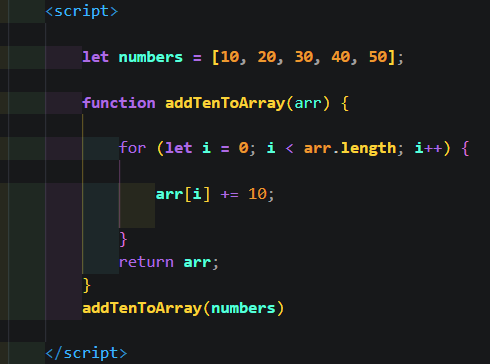 <script>
let numbers = [10, 20, 30, 40, 50];
function addTenToArray(arr) {
for (let i = 0; i < arr.length; i++) {
arr[i] += 10;
}
return arr;
}
addTenToArray(numbers)
</script>